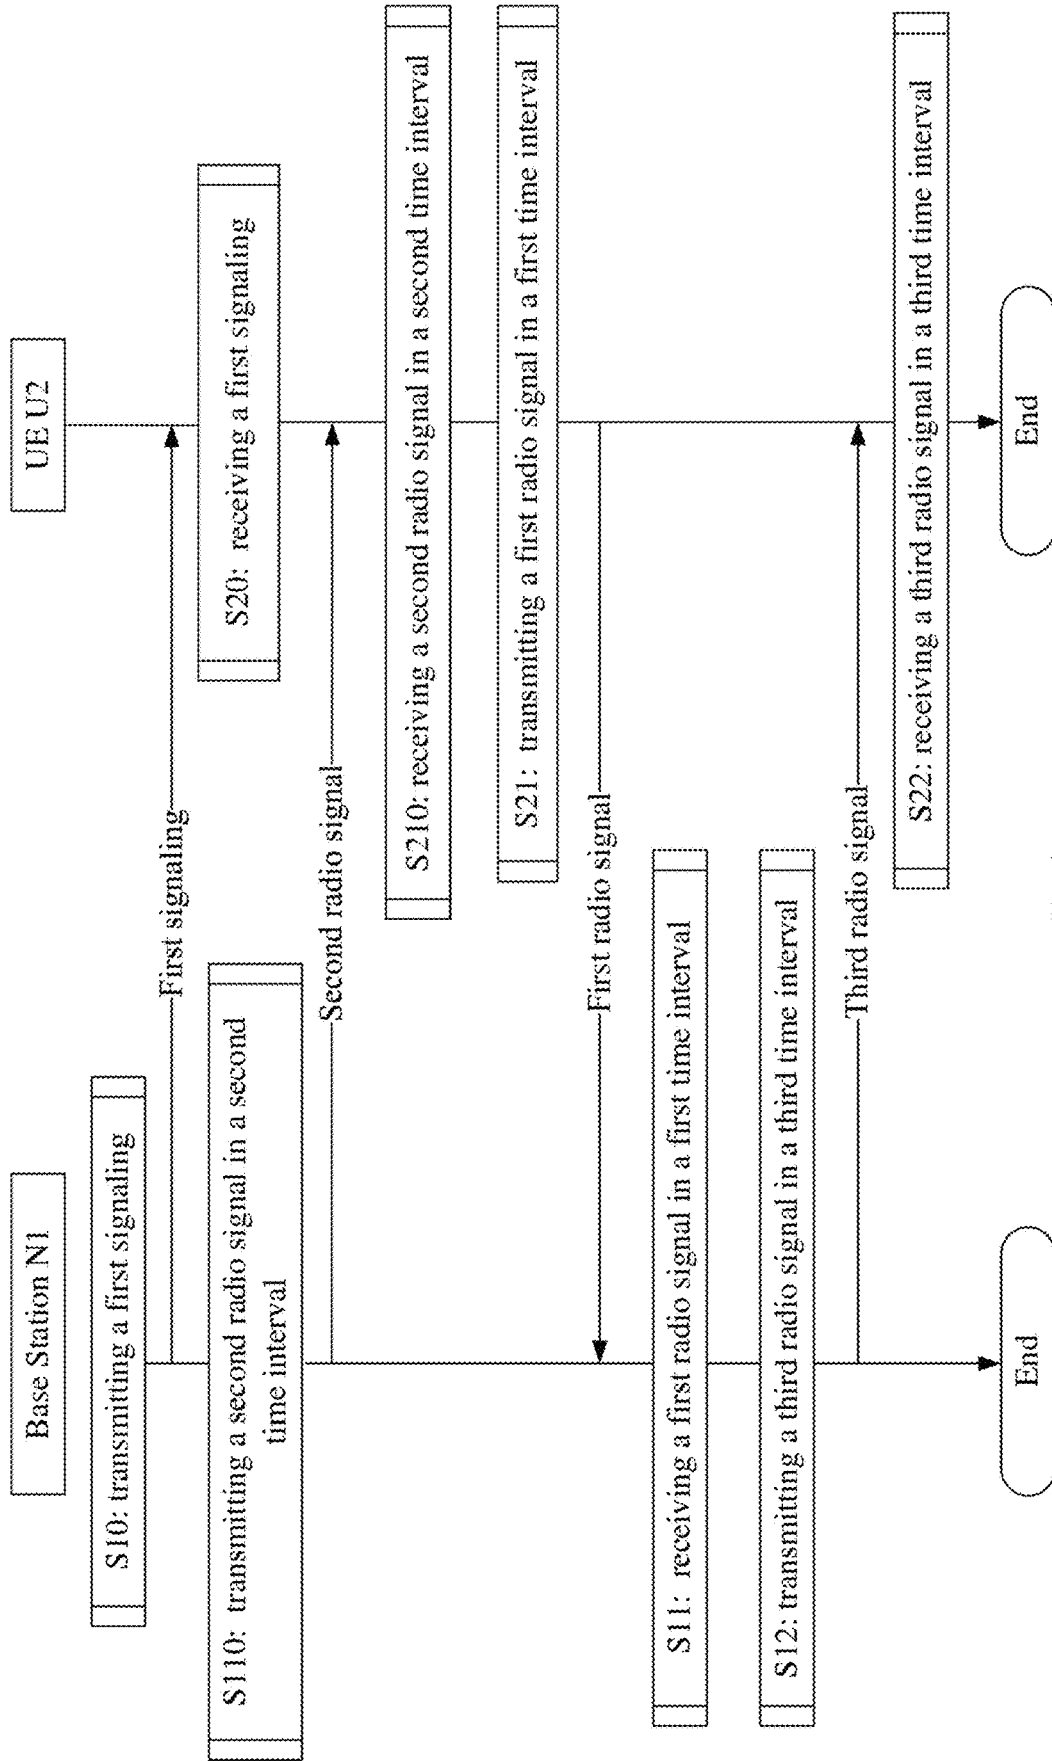 Base Station N1
UE U2
S10: transmitting a first signaling
First signaling
S20: receiving a first signaling
S110: transmitting a second radio signal in a second
time interval
Second radio signal
S210: receiving a second radio signal in a second time interval
S21: transmitting a first radio signal in a first time interval
First radio signal
S11: receiving a first radio signal in a first time interval
S12: transmitting a third radio signal in a third time interval
Third radio signal
S22: receiving a third radio signal in a third time interval
End
End